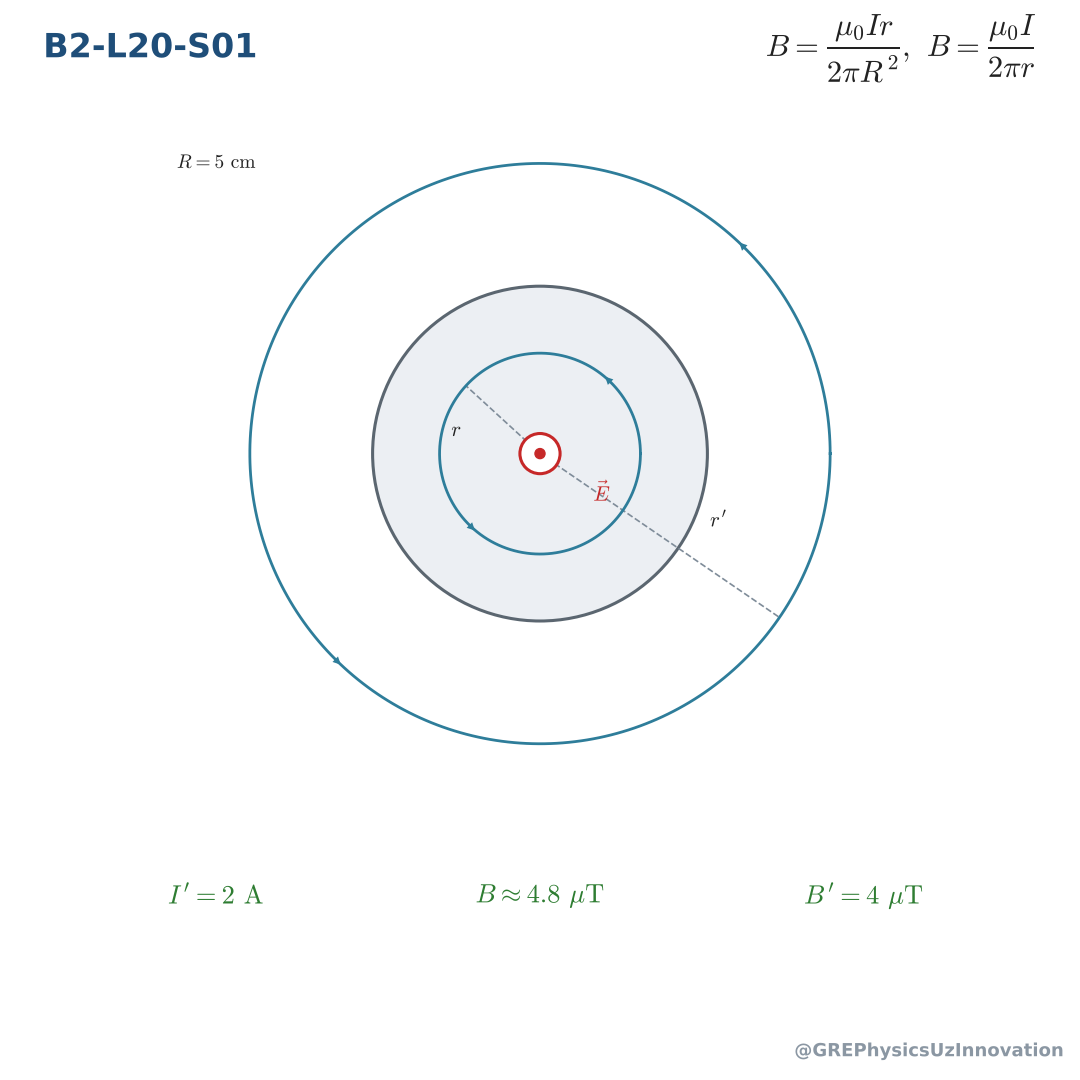 B2-L20-S01
B = μ₀Ir / 2πR², B = μ₀I / 2πr
R = 5 cm
r
E⃗
r′
I′ = 2 A
B ≈ 4.8 μT
B′ = 4 μT
@GREPhysicsUzInnovation